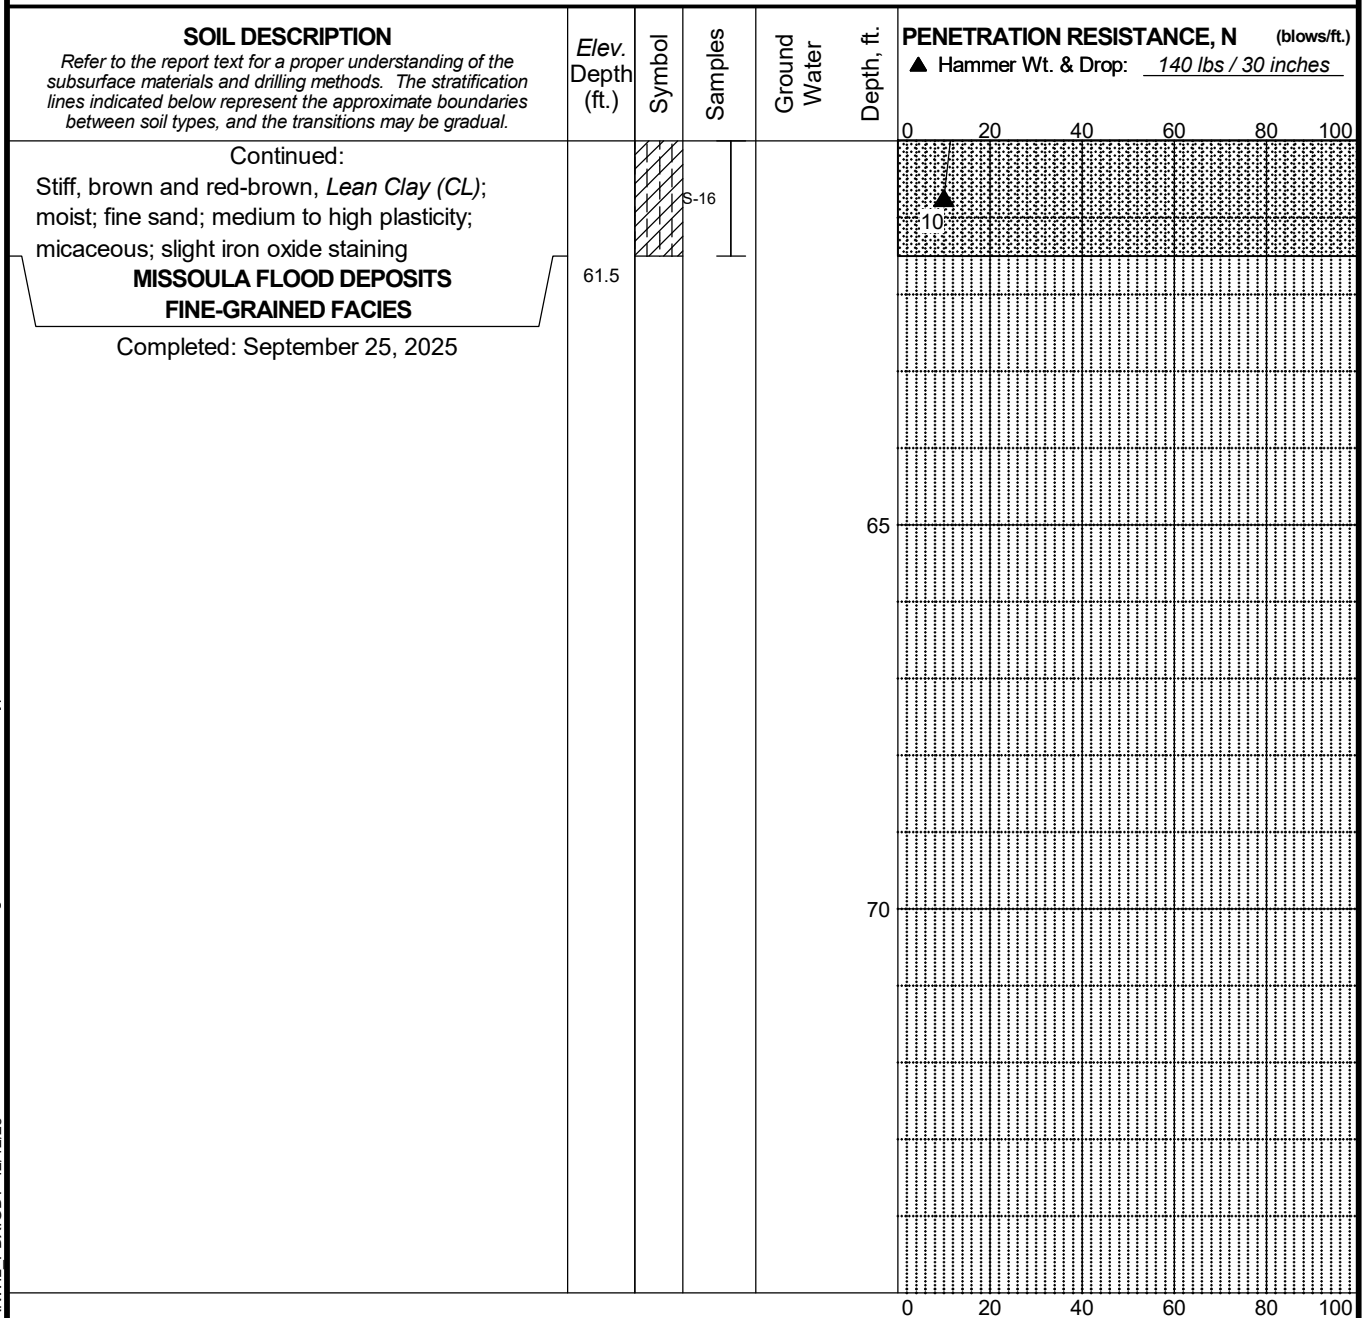 SOIL DESCRIPTION
Refer to the report text for a proper understanding of the
subsurface materials and drilling methods. The stratification
lines indicated below represent the approximate boundaries
between soil types, and the transitions may be gradual.
Elev.
Depth
(ft.)
Symbol
Samples
Ground
Water
Depth, ft.
PENETRATION RESISTANCE, N (blows/ft.)
▲ Hammer Wt. & Drop: 140 lbs / 30 inches
0 20 40 60 80 100
Continued:
Stiff, brown and red-brown, Lean Clay (CL);
moist; fine sand; medium to high plasticity;
micaceous; slight iron oxide staining
S-16
10
MISSOULA FLOOD DEPOSITS
FINE-GRAINED FACIES
61.5
Completed: September 25, 2025
65
70
0 20 40 60 80 100